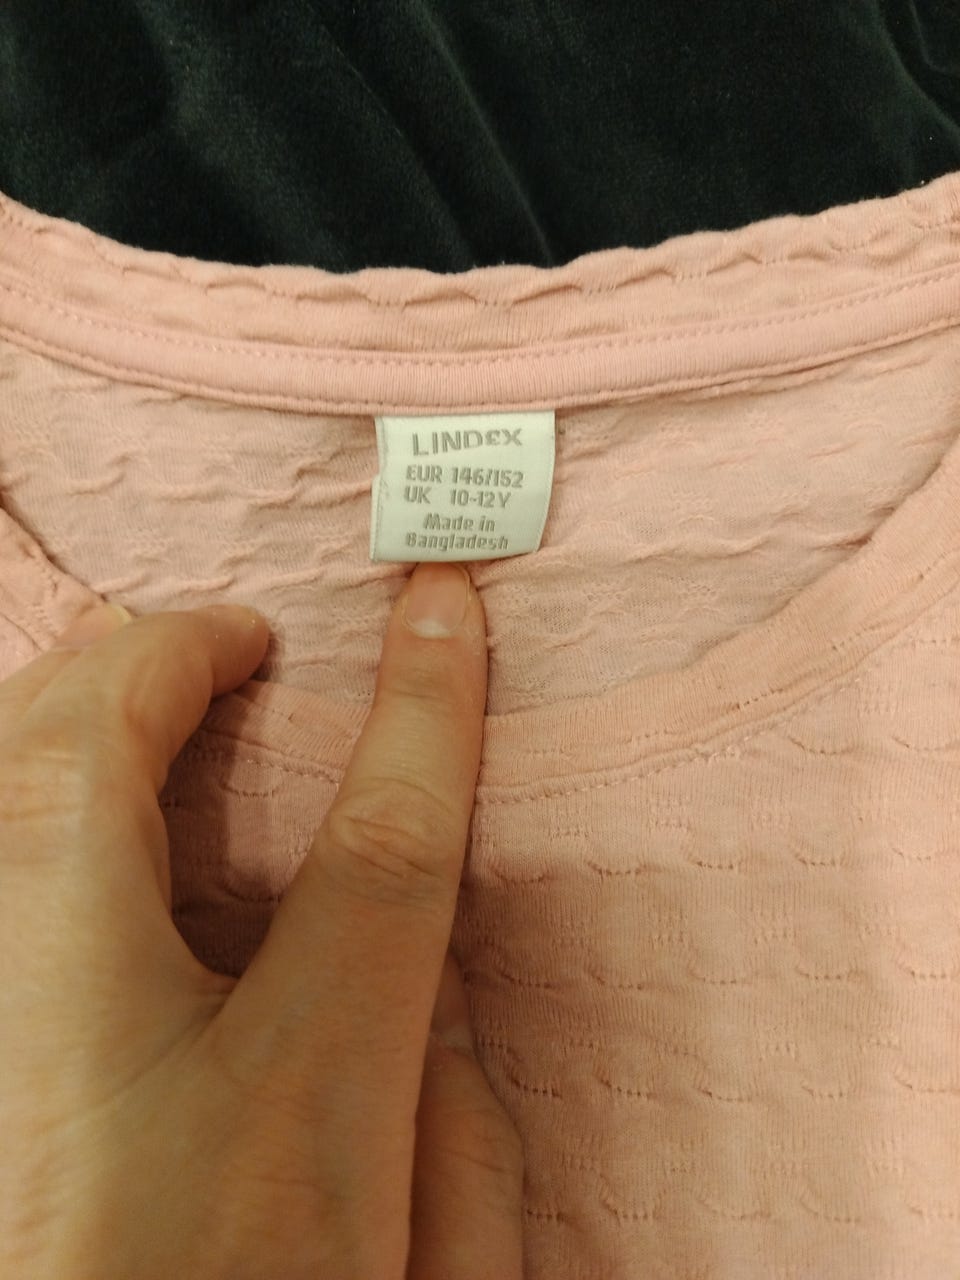 LINDEX
EUR 146/152
UK 10-12Y
Made in
Bangladesh